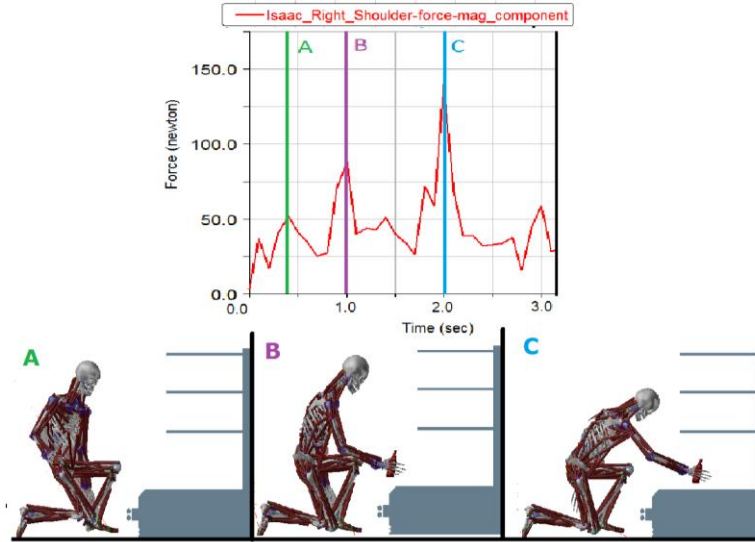 Isaac_Right_Shoulder-force-mag_component
A
B
C
150.0
100.0
50.0
0.0
Force (newton)
0.0
1.0
2.0
3.0
Time (sec)
A
B
C